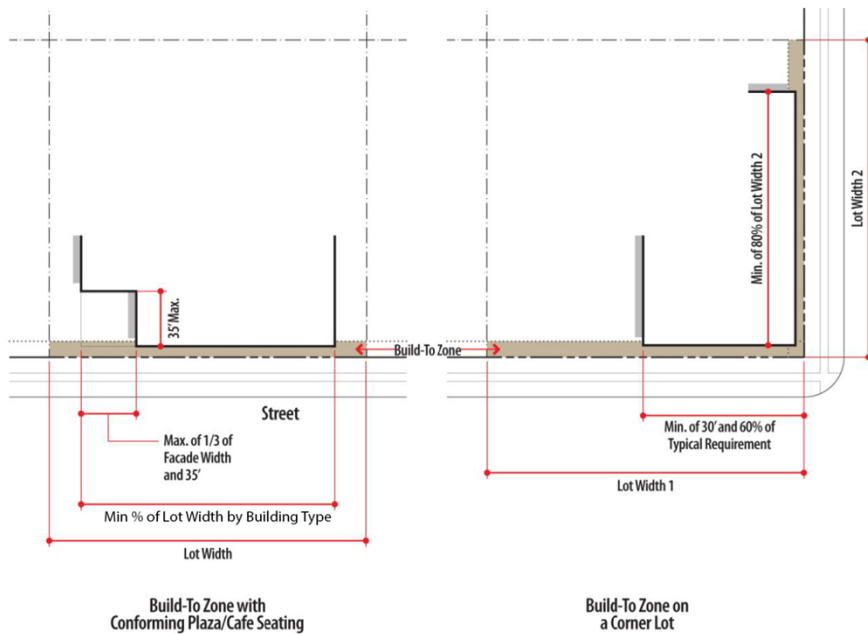 35' Max.
Build-To Zone
Street
Max. of 1/3 of
Facade Width
and 35'
Min % of Lot Width by Building Type
Lot Width
Build-To Zone with
Conforming Plaza/Cafe Seating
Min. of 80% of Lot Width 2
Lot Width 2
Min. of 30' and 60% of
Typical Requirement
Lot Width 1
Build-To Zone on
a Corner Lot